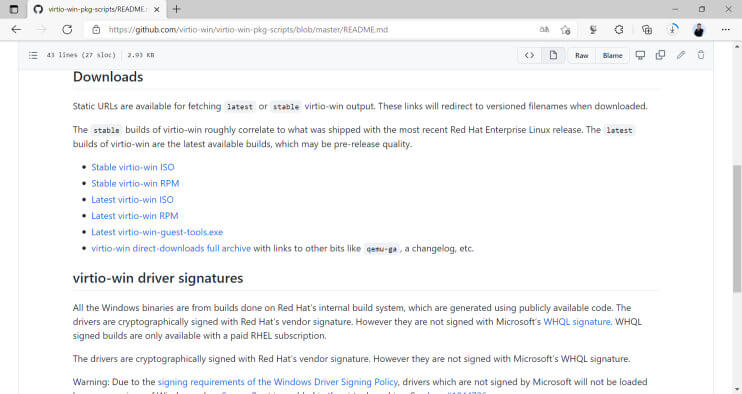 virtio-win-pkg-scripts/README.m
https://github.com/virtio-win/virtio-win-pkg-scripts/blob/master/README.md
43 lines (27 sloc) | 2.93 KB
Raw
Blame
Downloads
Static URLs are available for fetching latest or stable virtio-win output. These links will redirect to versioned filenames when downloaded.
The stable builds of virtio-win roughly correlate to what was shipped with the most recent Red Hat Enterprise Linux release. The latest
builds of virtio-win are the latest available builds, which may be pre-release quality.
• Stable virtio-win ISO
• Stable virtio-win RPM
• Latest virtio-win ISO
• Latest virtio-win RPM
• Latest virtio-win-guest-tools.exe
• virtio-win direct-downloads full archive with links to other bits like qemu-ga, a changelog, etc.
virtio-win driver signatures
All the Windows binaries are from builds done on Red Hat's internal build system, which are generated using publicly available code. The
drivers are cryptographically signed with Red Hat's vendor signature. However they are not signed with Microsoft's WHQL signature. WHQL
signed builds are only available with a paid RHEL subscription.
The drivers are cryptographically signed with Red Hat's vendor signature. However they are not signed with Microsoft's WHQL signature.
Warning: Due to the signing requirements of the Windows Driver Signing Policy, drivers which are not signed by Microsoft will not be loaded